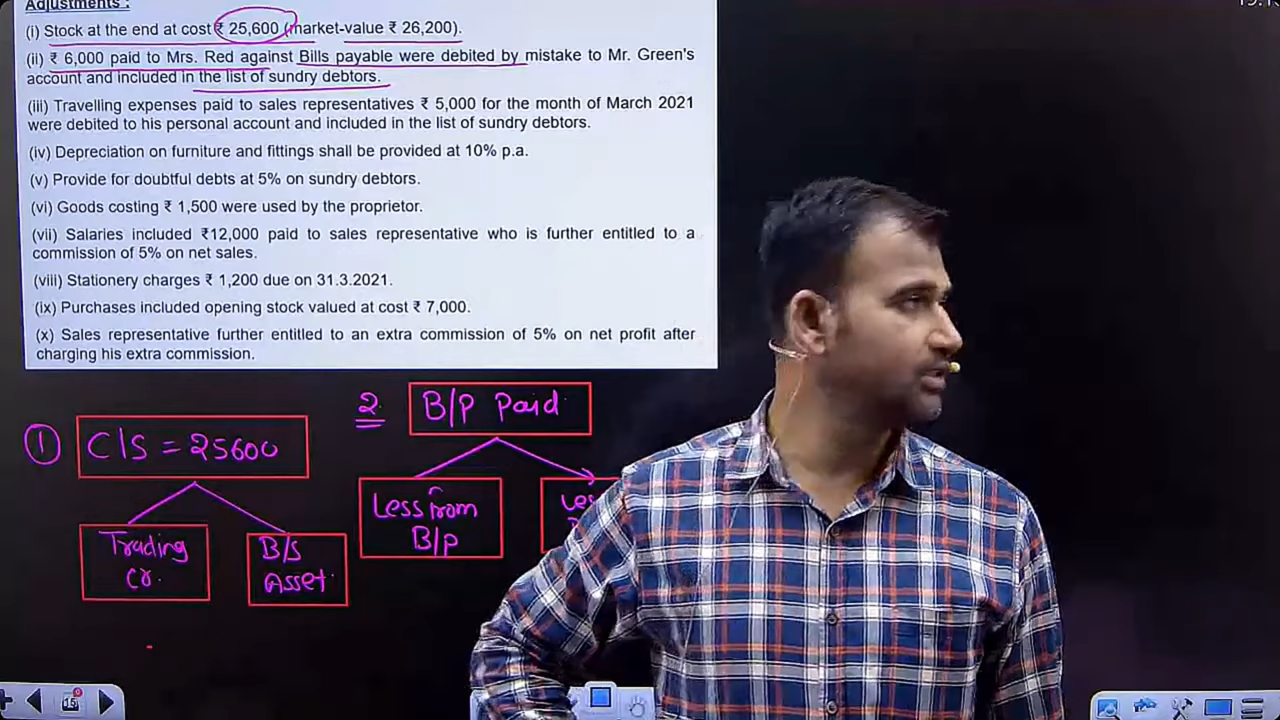 Adjustments :
(i) Stock at the end at cost ₹ 25,600 (market-value ₹ 26,200).
(ii) ₹ 6,000 paid to Mrs. Red against Bills payable were debited by mistake to Mr. Green's
account and included in the list of sundry debtors.
(iii) Travelling expenses paid to sales representatives ₹ 5,000 for the month of March 2021
were debited to his personal account and included in the list of sundry debtors.
(iv) Depreciation on furniture and fittings shall be provided at 10% p.a.
(v) Provide for doubtful debts at 5% on sundry debtors.
(vi) Goods costing ₹ 1,500 were used by the proprietor.
(vii) Salaries included ₹12,000 paid to sales representative who is further entitled to a
commission of 5% on net sales.
(viii) Stationery charges ₹ 1,200 due on 31.3.2021.
(ix) Purchases included opening stock valued at cost ₹ 7,000.
(x) Sales representative further entitled to an extra commission of 5% on net profit after
charging his extra commission.
① C/S = 25600
Trading
Cr.
B/S
Asset
2. B/P Paid
Less from
B/P
15